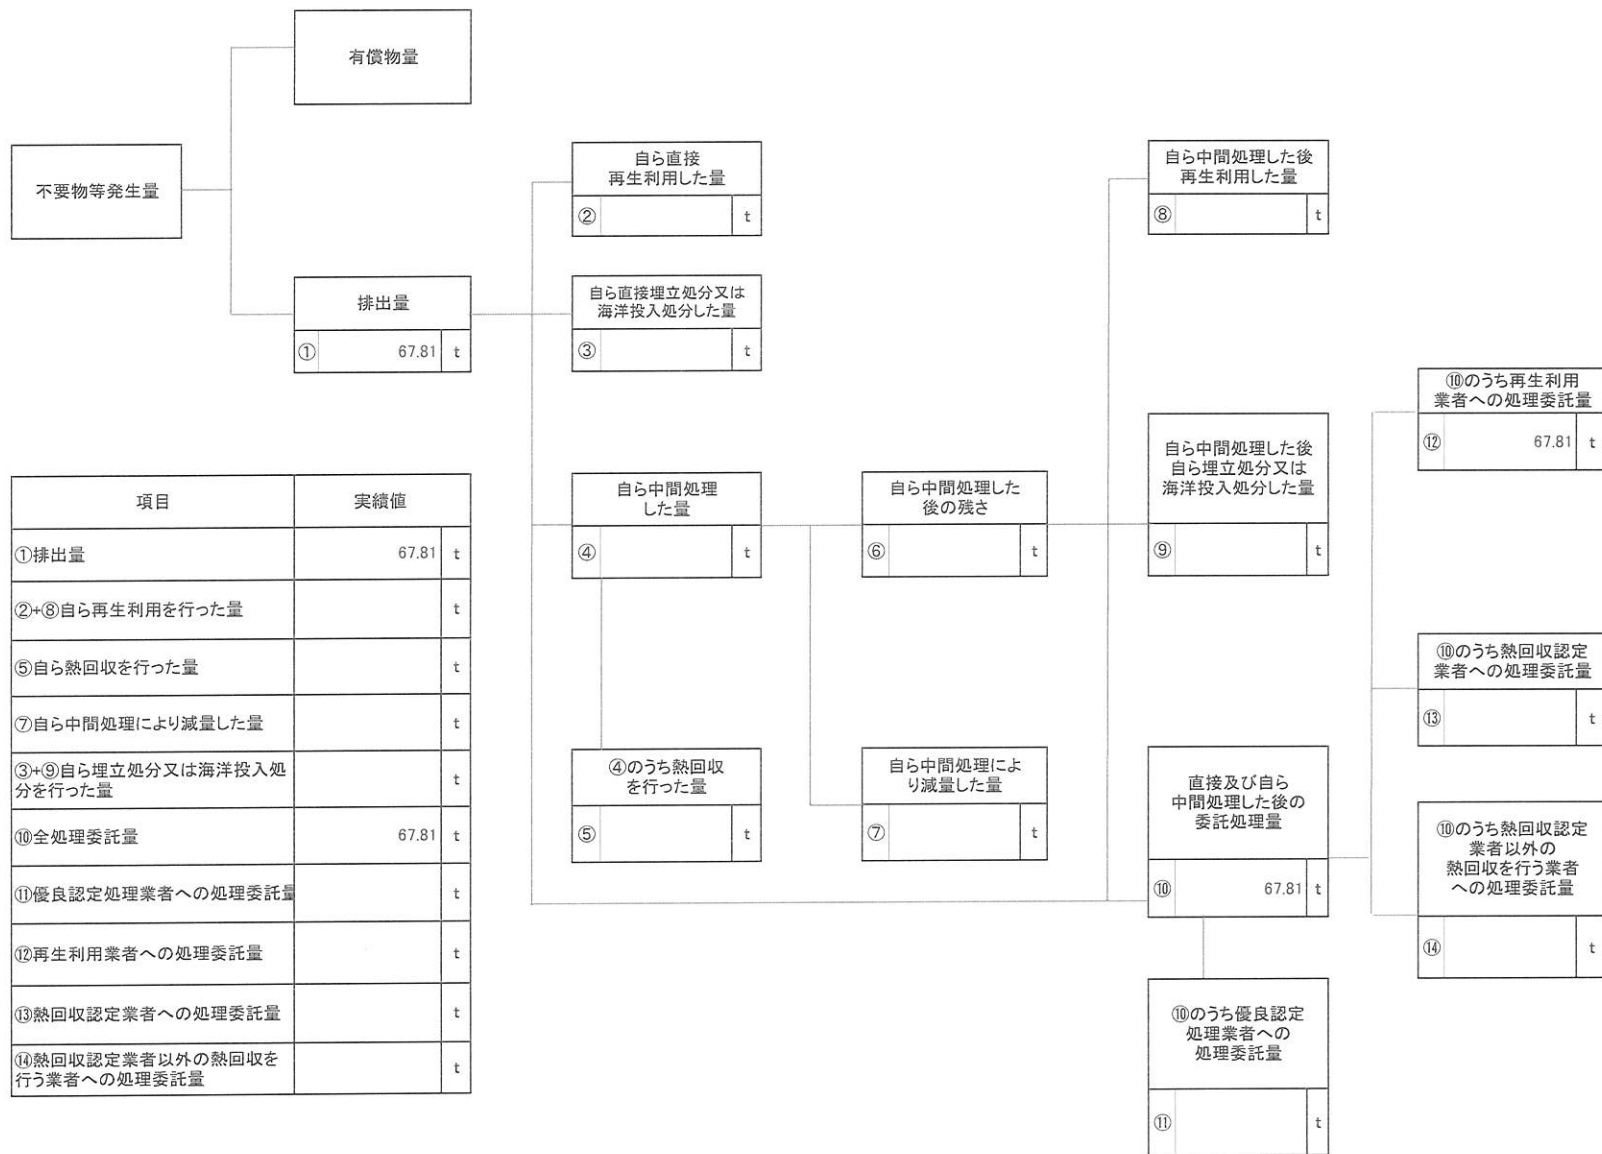 有償物量
不要物等発生量
排出量
① 67.81 t
自ら直接
再生利用した量
② t
自ら直接埋立処分又は
海洋投入処分した量
③ t
自ら中間処理
した量
④ t
④のうち熱回収
を行った量
⑤ t
自ら中間処理した
後の残さ
⑥ t
自ら中間処理によ
り減量した量
⑦ t
自ら中間処理した後
再生利用した量
⑧ t
自ら中間処理した後
自ら埋立処分又は
海洋投入処分した量
⑨ t
直接及び自ら
中間処理した後の
委託処理量
⑩ 67.81 t
⑩のうち優良認定
処理業者への
処理委託量
⑪ t
⑩のうち再生利用
業者への処理委託量
⑫ 67.81 t
⑩のうち熱回収認定
業者への処理委託量
⑬ t
⑩のうち熱回収認定
業者以外の
熱回収を行う業者
への処理委託量
⑭ t
項目 実績値
①排出量 67.81 t
②+⑧自ら再生利用を行った量 t
⑤自ら熱回収を行った量 t
⑦自ら中間処理により減量した量 t
③+⑨自ら埋立処分又は海洋投入処
分を行った量 t
⑩全処理委託量 67.81 t
⑪優良認定処理業者への処理委託量 t
⑫再生利用業者への処理委託量 t
⑬熱回収認定業者への処理委託量 t
⑭熱回収認定業者以外の熱回収を
行う業者への処理委託量 t